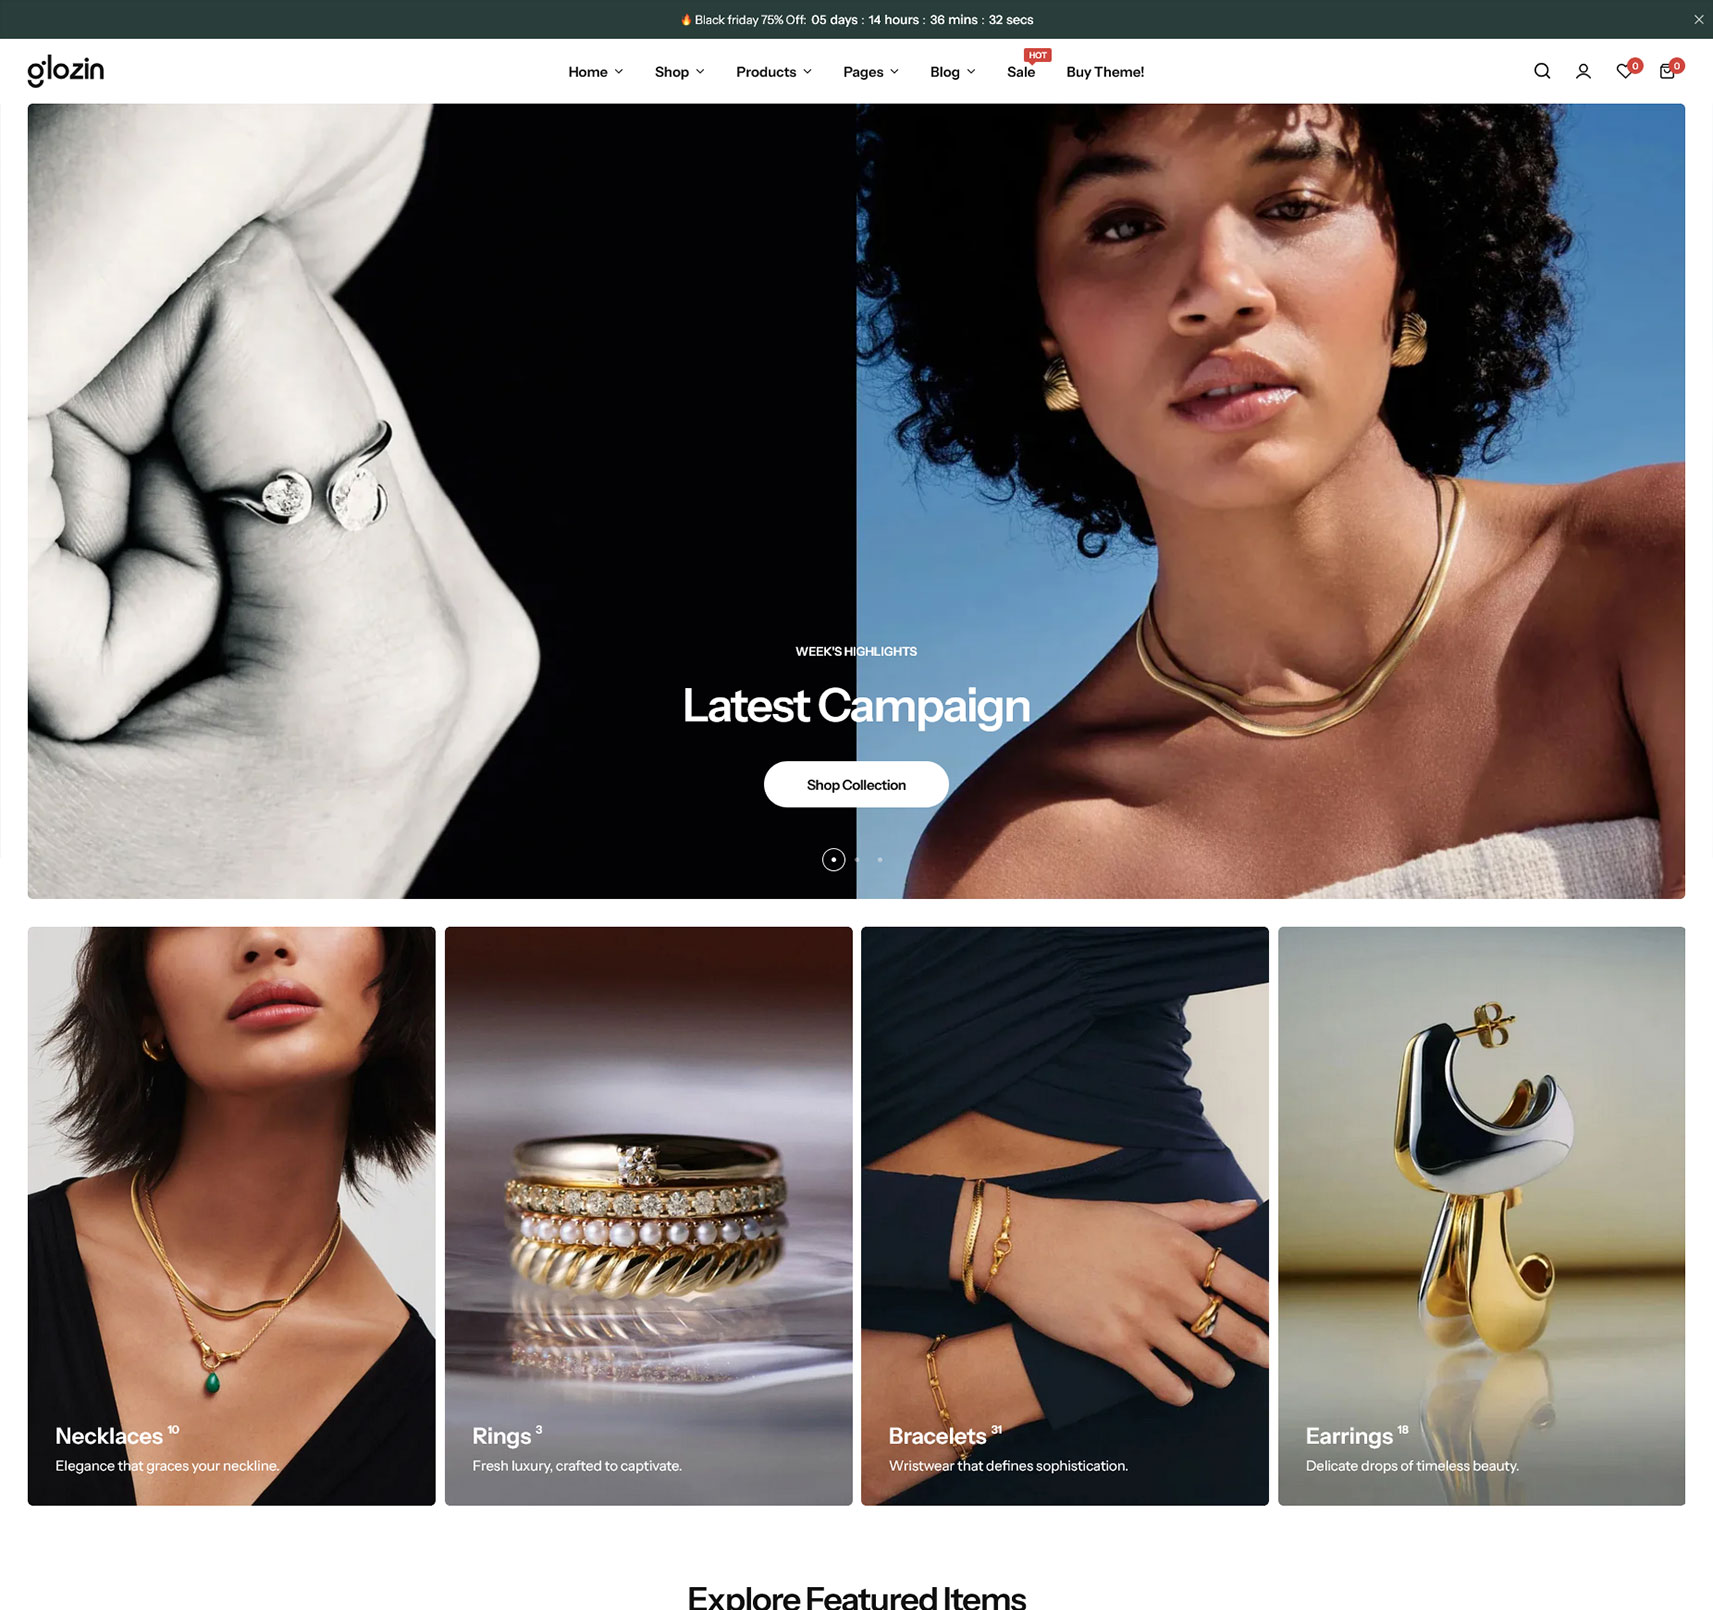 🔥 Black friday 75% Off: 05 days : 14 hours : 36 mins : 32 secs
glozin
Home Shop Products Pages Blog Sale HOT Buy Theme!
0 0
WEEK'S HIGHLIGHTS
Latest Campaign
Shop Collection
Necklaces 10
Elegance that graces your neckline.
Rings 3
Fresh luxury, crafted to captivate.
Bracelets 31
Wristwear that defines sophistication.
Earrings 18
Delicate drops of timeless beauty.
Explore Featured Items